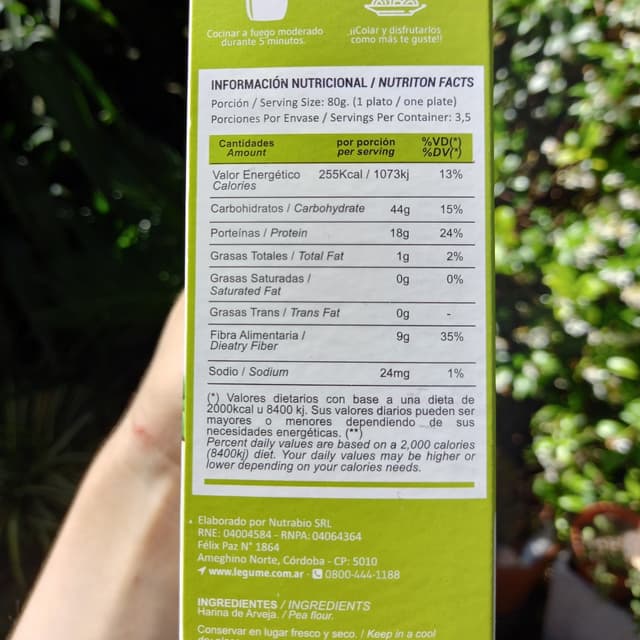 Cocinar a fuego moderado
durante 5 minutos.
¡¡Colar y disfrutarlos
como más te guste!!
INFORMACIÓN NUTRICIONAL / NUTRITON FACTS
Porción / Serving Size: 80g. (1 plato / one plate)
Porciones Por Envase / Servings Per Container: 3,5
Cantidades por porción %VD(*)
Amount per serving %DV(*)
Valor Energético 255Kcal / 1073kj 13%
Calories
Carbohidratos / Carbohydrate 44g 15%
Porteínas / Protein 18g 24%
Grasas Totales / Total Fat 1g 2%
Grasas Saturadas / 0g 0%
Saturated Fat
Grasas Trans / Trans Fat 0g -
Fibra Alimentaria / 9g 35%
Dieatry Fiber
Sodio / Sodium 24mg 1%
(*) Valores dietarios con base a una dieta de
2000kcal u 8400 kj. Sus valores diarios pueden ser
mayores o menores dependiendo de sus
necesidades energéticas. (**)
Percent daily values are based on a 2,000 calories
(8400kj) diet. Your daily values may be higher or
lower depending on your calories needs.
Elaborado por Nutrabio SRL
RNE: 04004584 - RNPA: 04064364
Félix Paz N° 1864
Ameghino Norte, Córdoba - CP: 5010
www.legume.com.ar - 0800-444-1188
INGREDIENTES / INGREDIENTS
Harina de Arveja. / Pea flour.
Conservar en lugar fresco y seco. / Keep in a cool